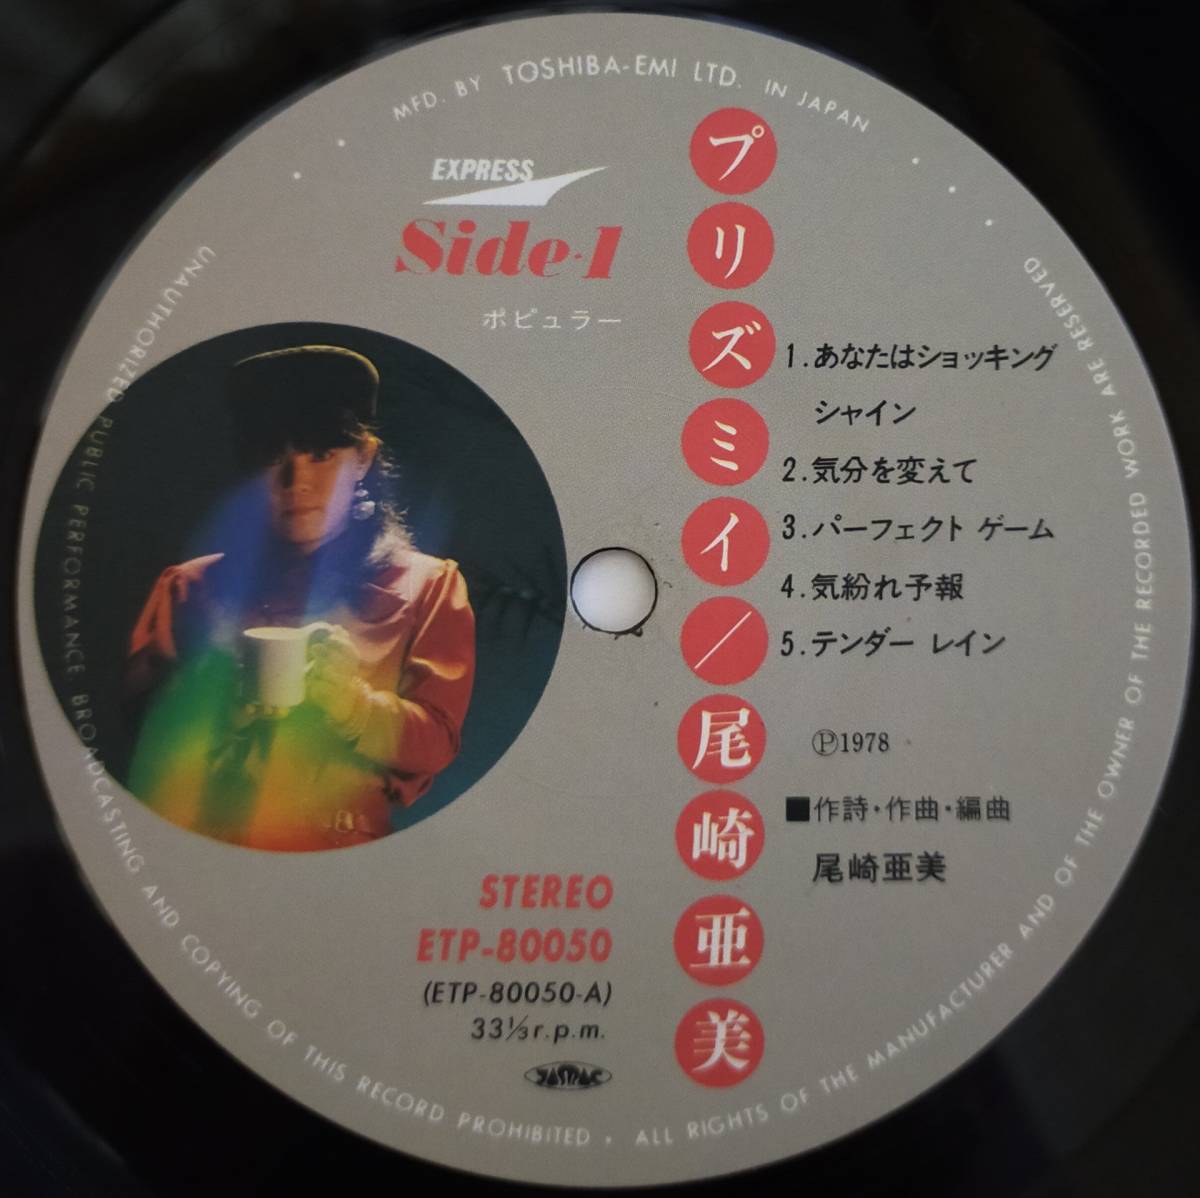 MFD. BY TOSHIBA-EMI LTD. IN JAPAN
EXPRESS
Side·1
ポピュラー
プリズミイ/尾崎亜美
1.あなたはショッキング
シャイン
2.気分を変えて
3.パーフェクト ゲーム
4.気紛れ予報
5.テンダー レイン
Ⓟ1978
■作詩・作曲・編曲
尾崎亜美
STEREO
ETP-80050
(ETP-80050-A)
33⅓r.p.m.
JASRAC
UNAUTHORIZED PUBLIC PERFORMANCE. BROADCASTING AND COPYING OF THIS RECORD PROHIBITED • ALL RIGHTS OF THE MANUFACTURER AND OF THE OWNER OF THE RECORDED WORK ARE RESERVED